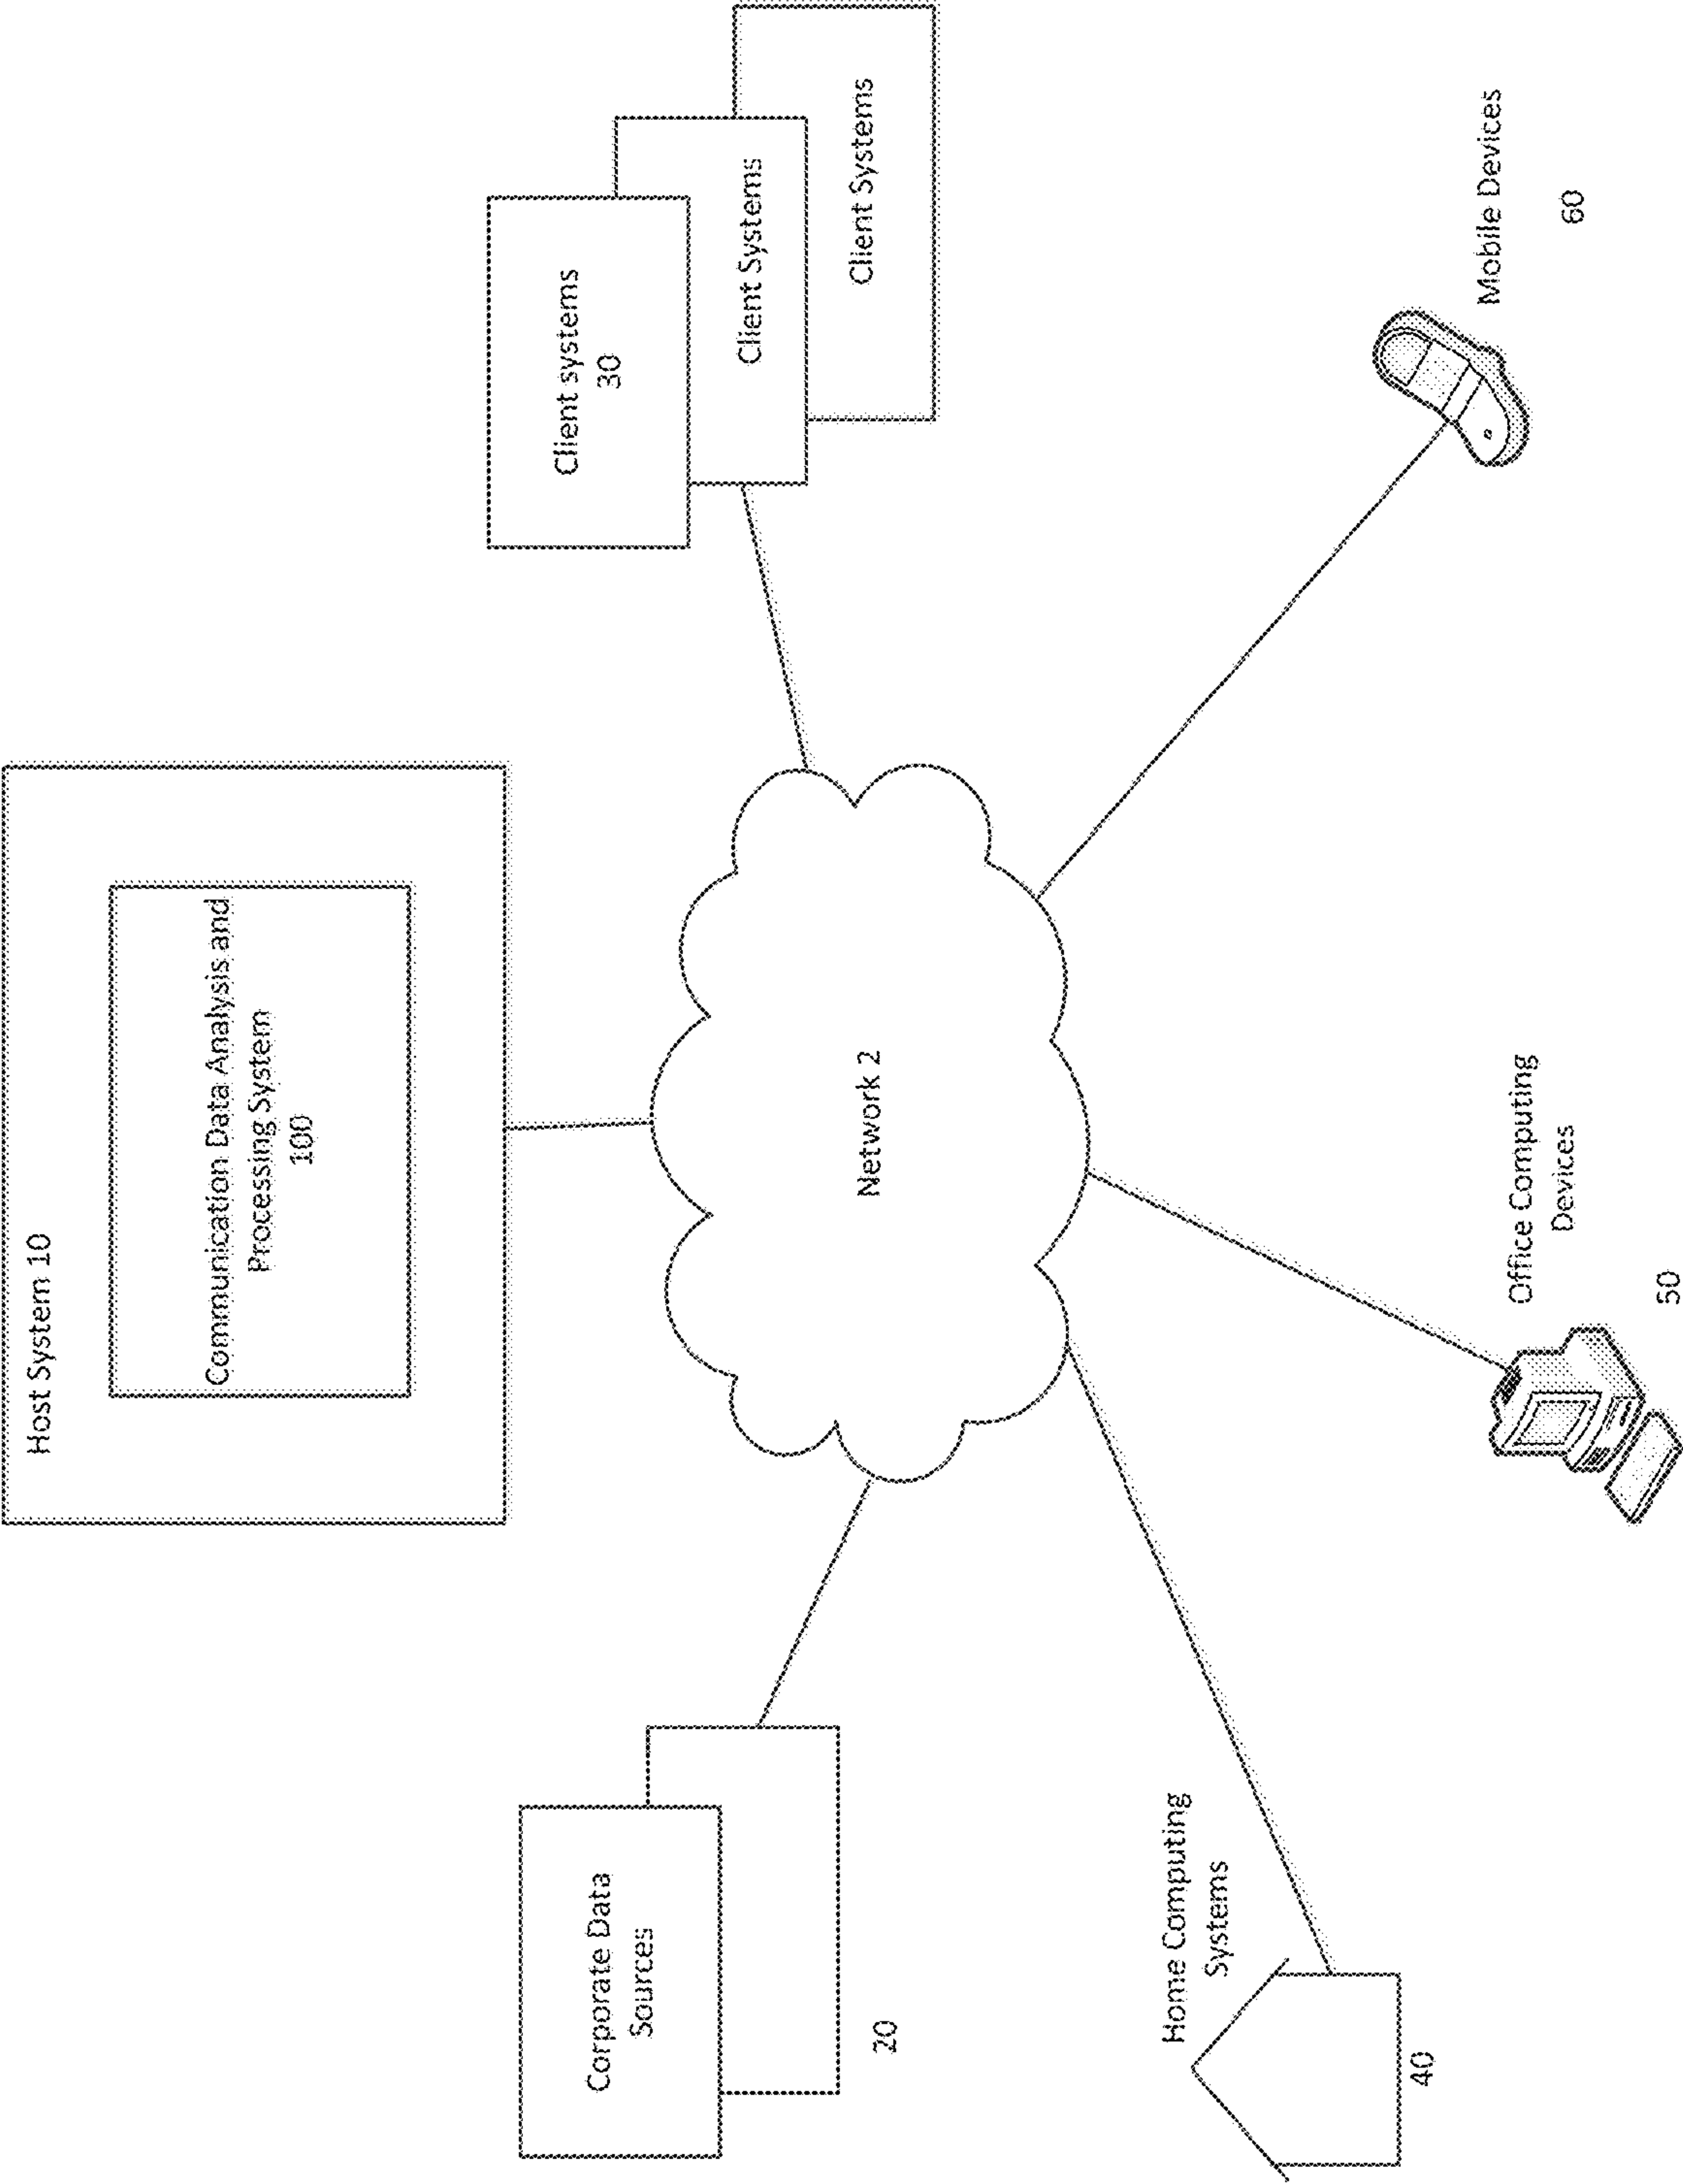 Host System 10
Communication Data Analysis and
Processing System
100
Corporate Data
Sources
20
Client systems
30
Client Systems
Client Systems
Network 2
Home Computing
Systems
40
Office Computing
Devices
50
Mobile Devices
60